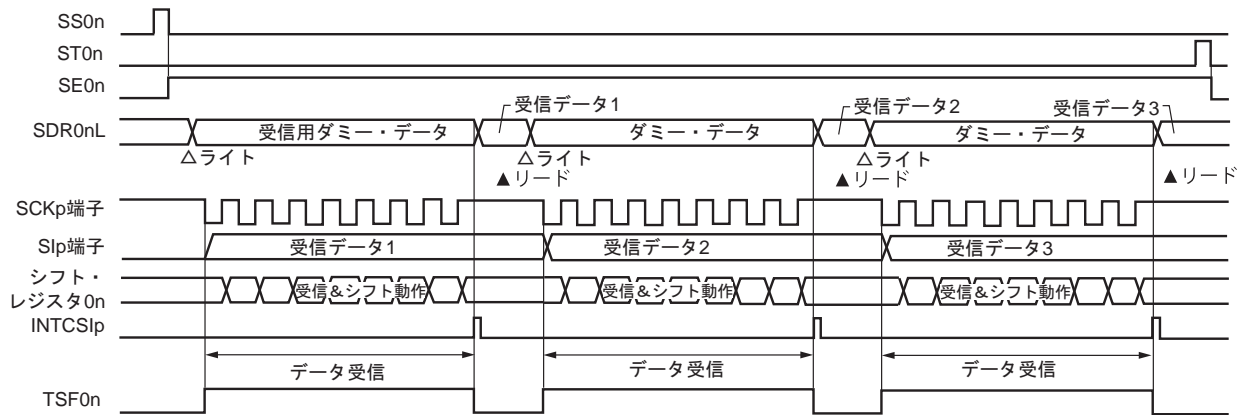 SS0n
ST0n
SE0n
受信データ1
受信データ2
受信データ3
SDR0nL
受信用ダミー・データ
ダミー・データ
ダミー・データ
△ライト
△ライト
△ライト
▲リード
▲リード
▲リード
SCKp端子
SIp端子
受信データ1
受信データ2
受信データ3
シフト・
レジスタ0n
受信&シフト動作
受信&シフト動作
受信&シフト動作
INTCSIp
データ受信
データ受信
データ受信
TSF0n